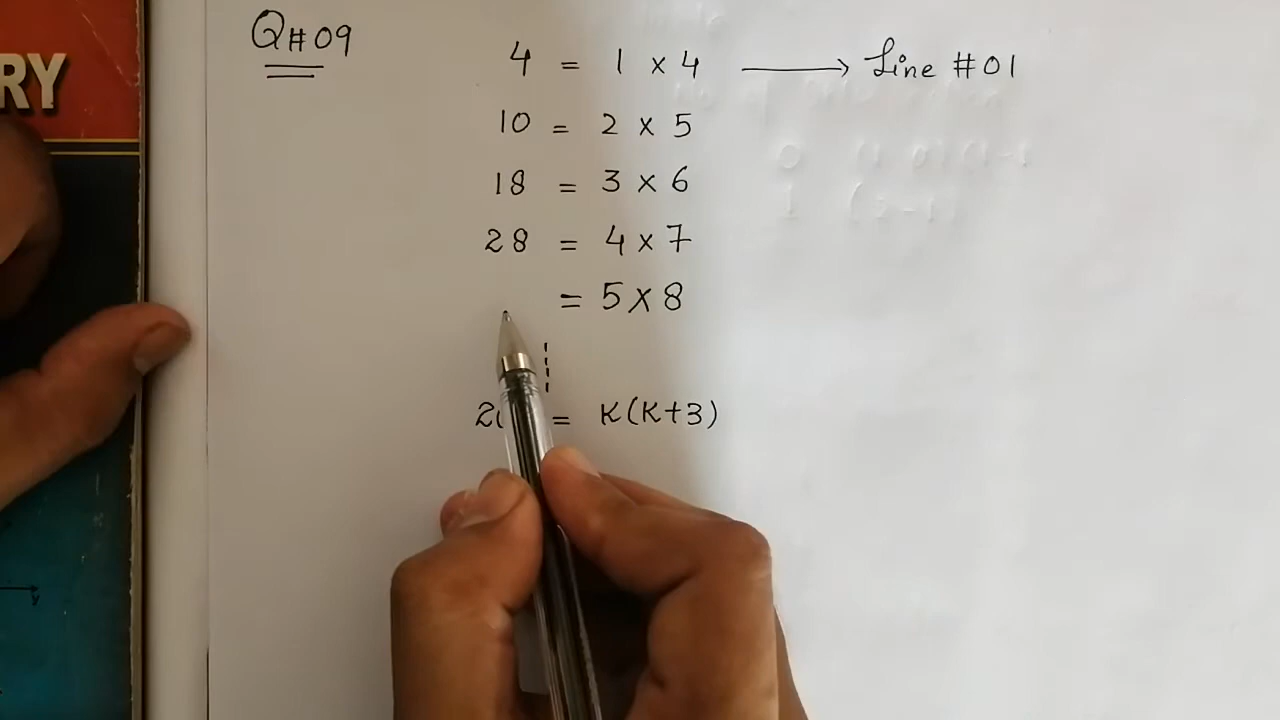 RY
Q#09
4 = 1 × 4 ⟶ Line #01
10 = 2 × 5
18 = 3 × 6
28 = 4 × 7
= 5 × 8
= K(K+3)